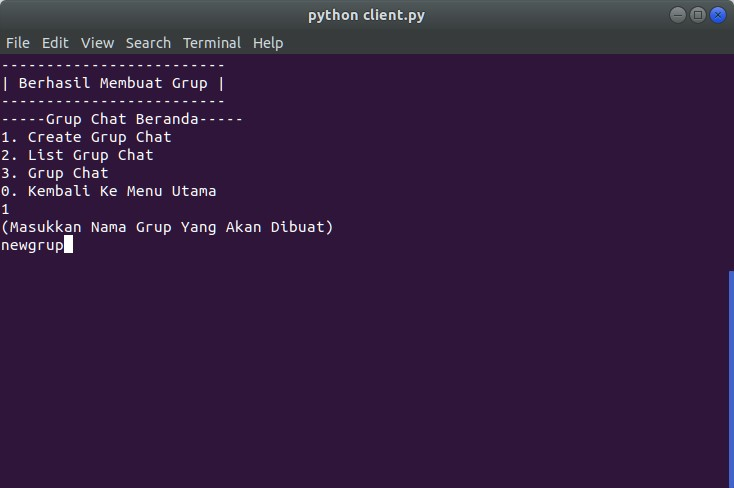 python client.py
File Edit View Search Terminal Help
-------------------------
| Berhasil Membuat Grup |
-------------------------
-----Grup Chat Beranda-----
1. Create Grup Chat
2. List Grup Chat
3. Grup Chat
0. Kembali Ke Menu Utama
1
(Masukkan Nama Grup Yang Akan Dibuat)
newgrup